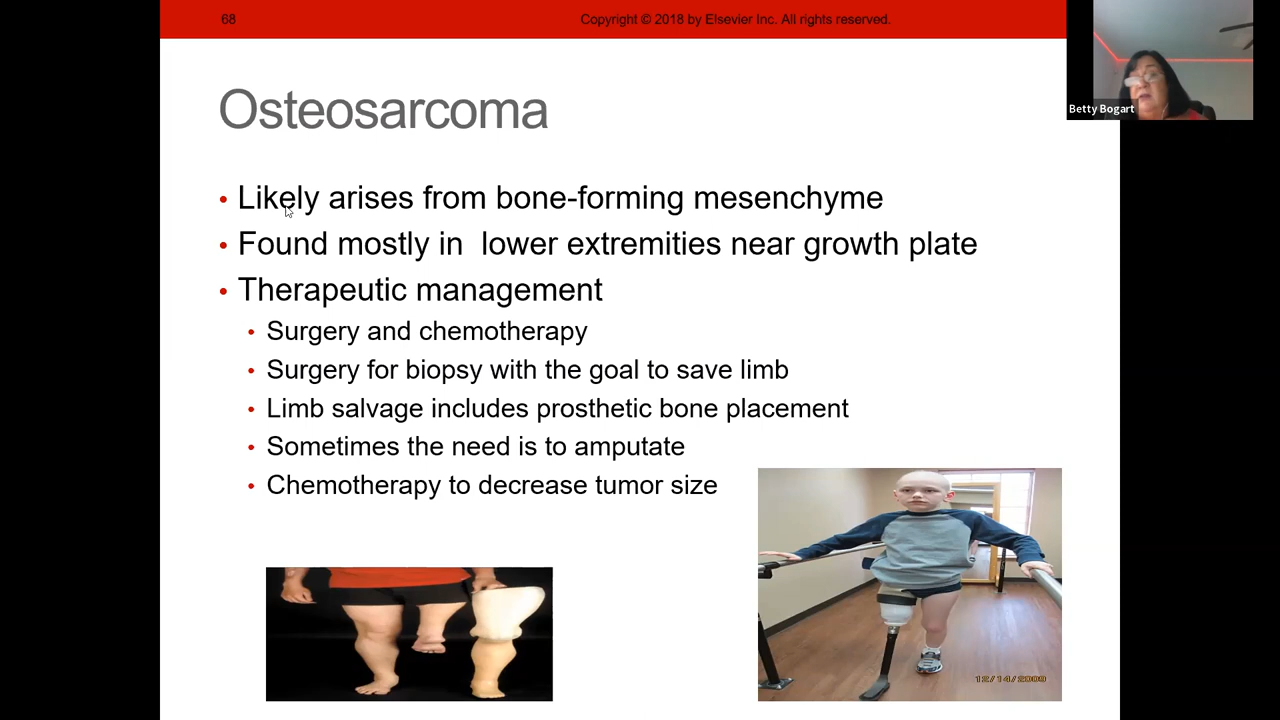 68
Copyright © 2018 by Elsevier Inc. All rights reserved.
Betty Bogart
Osteosarcoma
• Likely arises from bone-forming mesenchyme
• Found mostly in lower extremities near growth plate
• Therapeutic management
• Surgery and chemotherapy
• Surgery for biopsy with the goal to save limb
• Limb salvage includes prosthetic bone placement
• Sometimes the need is to amputate
• Chemotherapy to decrease tumor size
12/14/2009